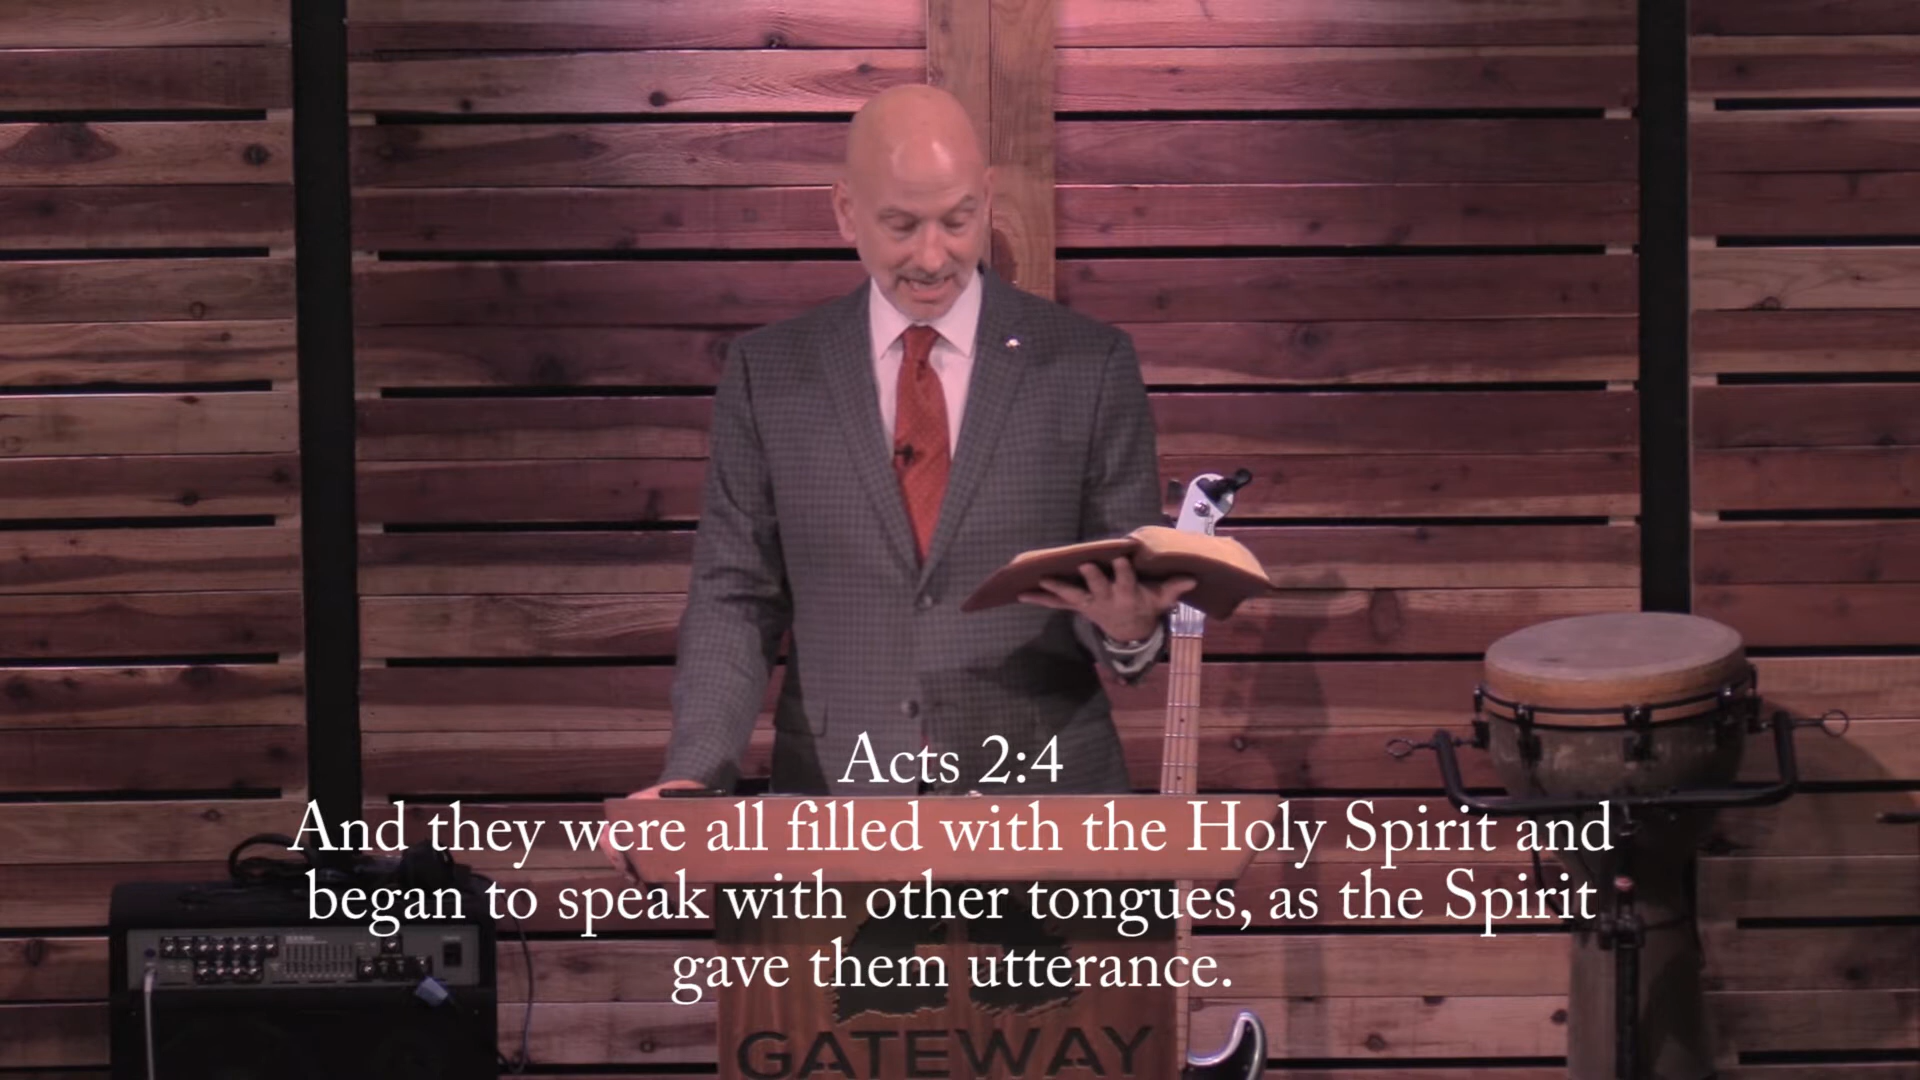 Acts 2:4
And they were all filled with the Holy Spirit and
began to speak with other tongues, as the Spirit
gave them utterance.
GATEWAY